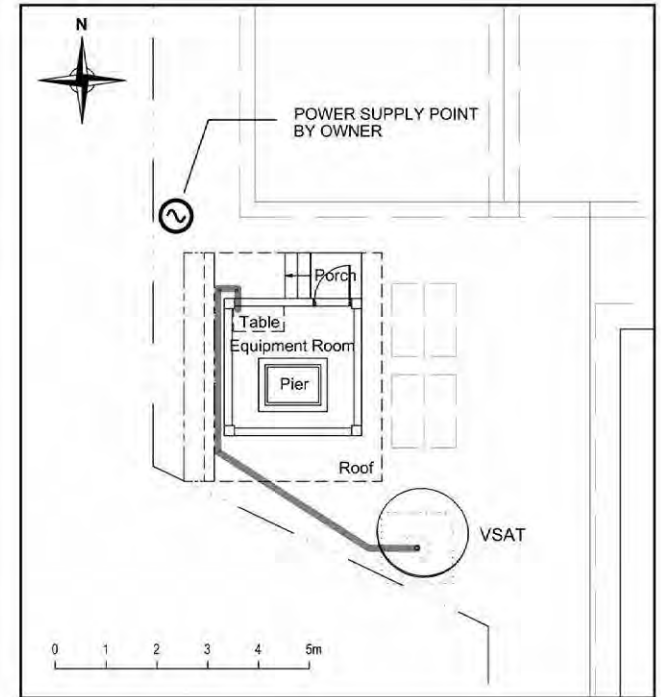 N
POWER SUPPLY POINT
BY OWNER
Porch
Table
Equipment Room
Pier
Roof
VSAT
0 1 2 3 4 5m